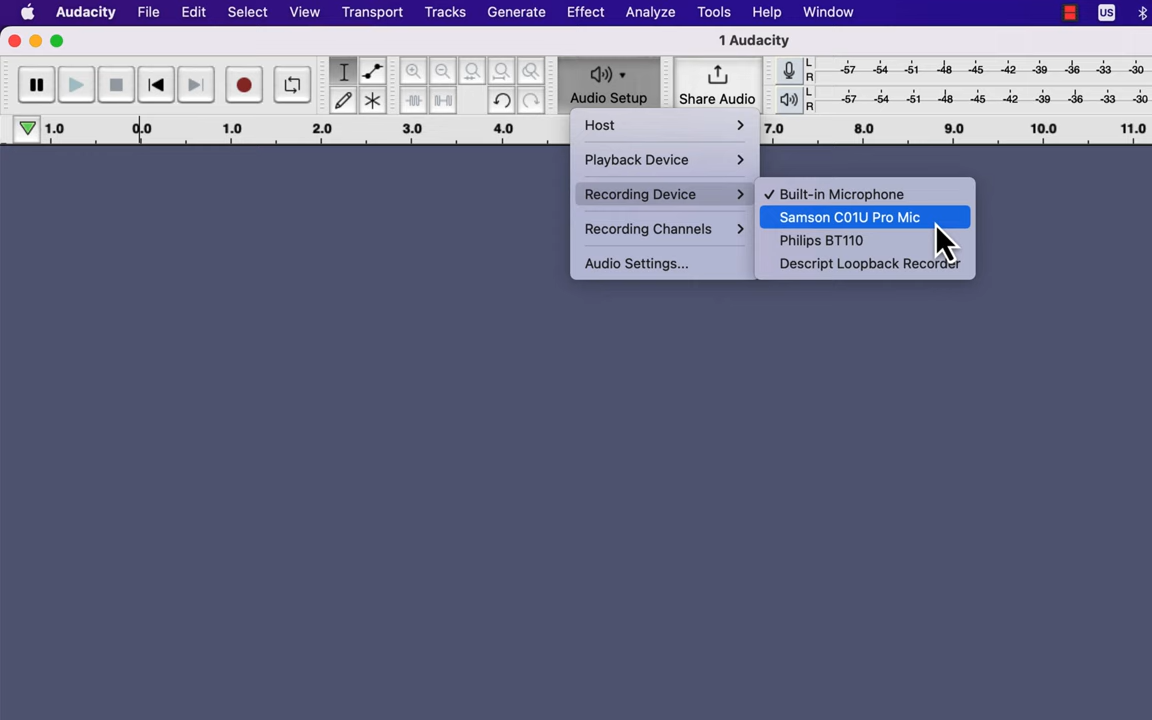 Audacity File Edit Select View Transport Tracks Generate Effect Analyze Tools Help Window US
1 Audacity
Audio Setup Share Audio
L -57 -54 -51 -48 -45 -42 -39 -36 -33 -30
R
L -57 -54 -51 -48 -45 -42 -39 -36 -33 -30
R
1.0 0.0 1.0 2.0 3.0 4.0 7.0 8.0 9.0 10.0 11.0
Host
Playback Device
Recording Device
Recording Channels
Audio Settings...
Built-in Microphone
Samson C01U Pro Mic
Philips BT110
Descript Loopback Recorder